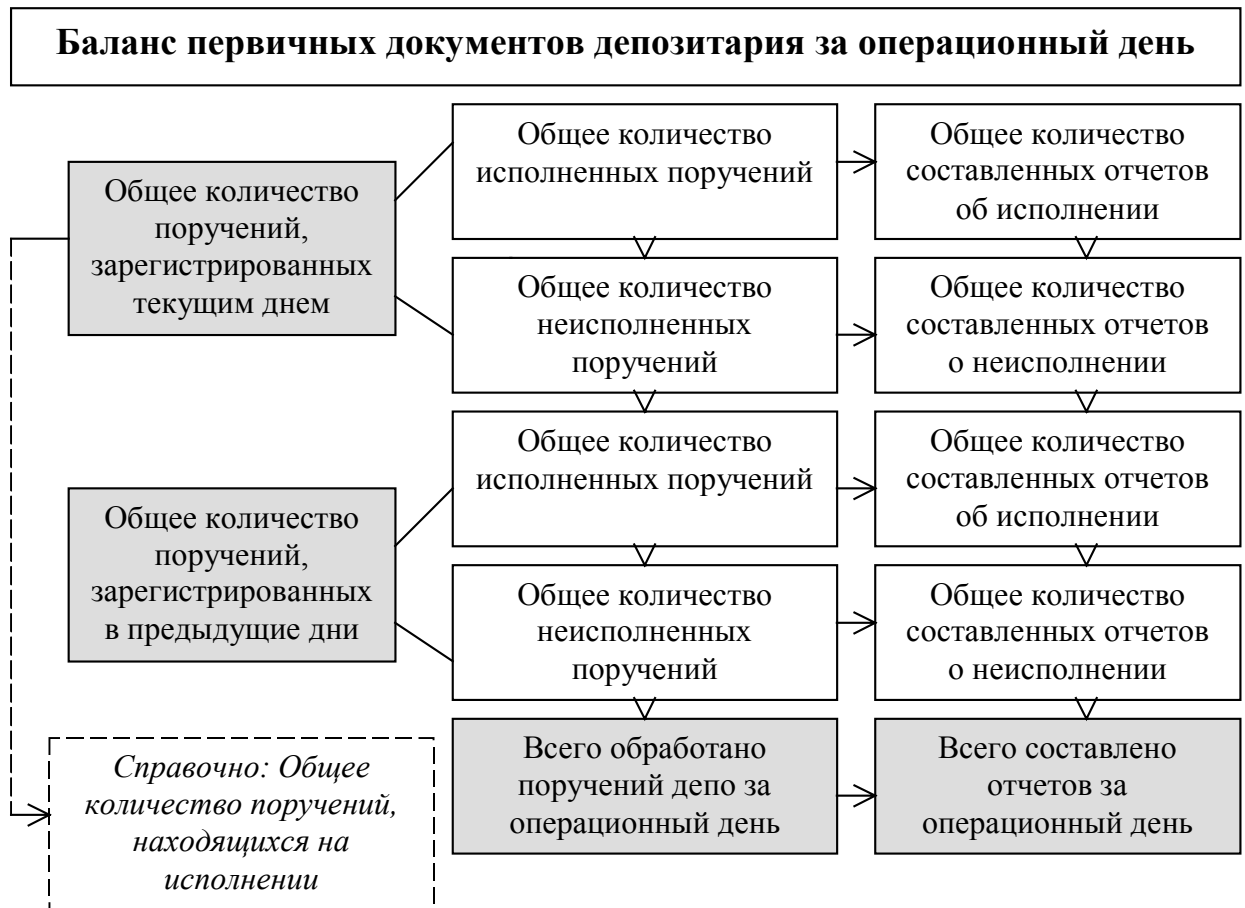 Баланс первичных документов депозитария за операционный день
Общее количество
поручений,
зарегистрированных
текущим днем
Общее количество
исполненных поручений
Общее количество
составленных отчетов
об исполнении
Общее количество
неисполненных
поручений
Общее количество
составленных отчетов
о неисполнении
Общее количество
поручений,
зарегистрированных
в предыдущие дни
Общее количество
исполненных поручений
Общее количество
составленных отчетов
об исполнении
Общее количество
неисполненных
поручений
Общее количество
составленных отчетов
о неисполнении
Справочно: Общее
количество поручений,
находящихся на
исполнении
Всего обработано
поручений депо за
операционный день
Всего составлено
отчетов за
операционный день